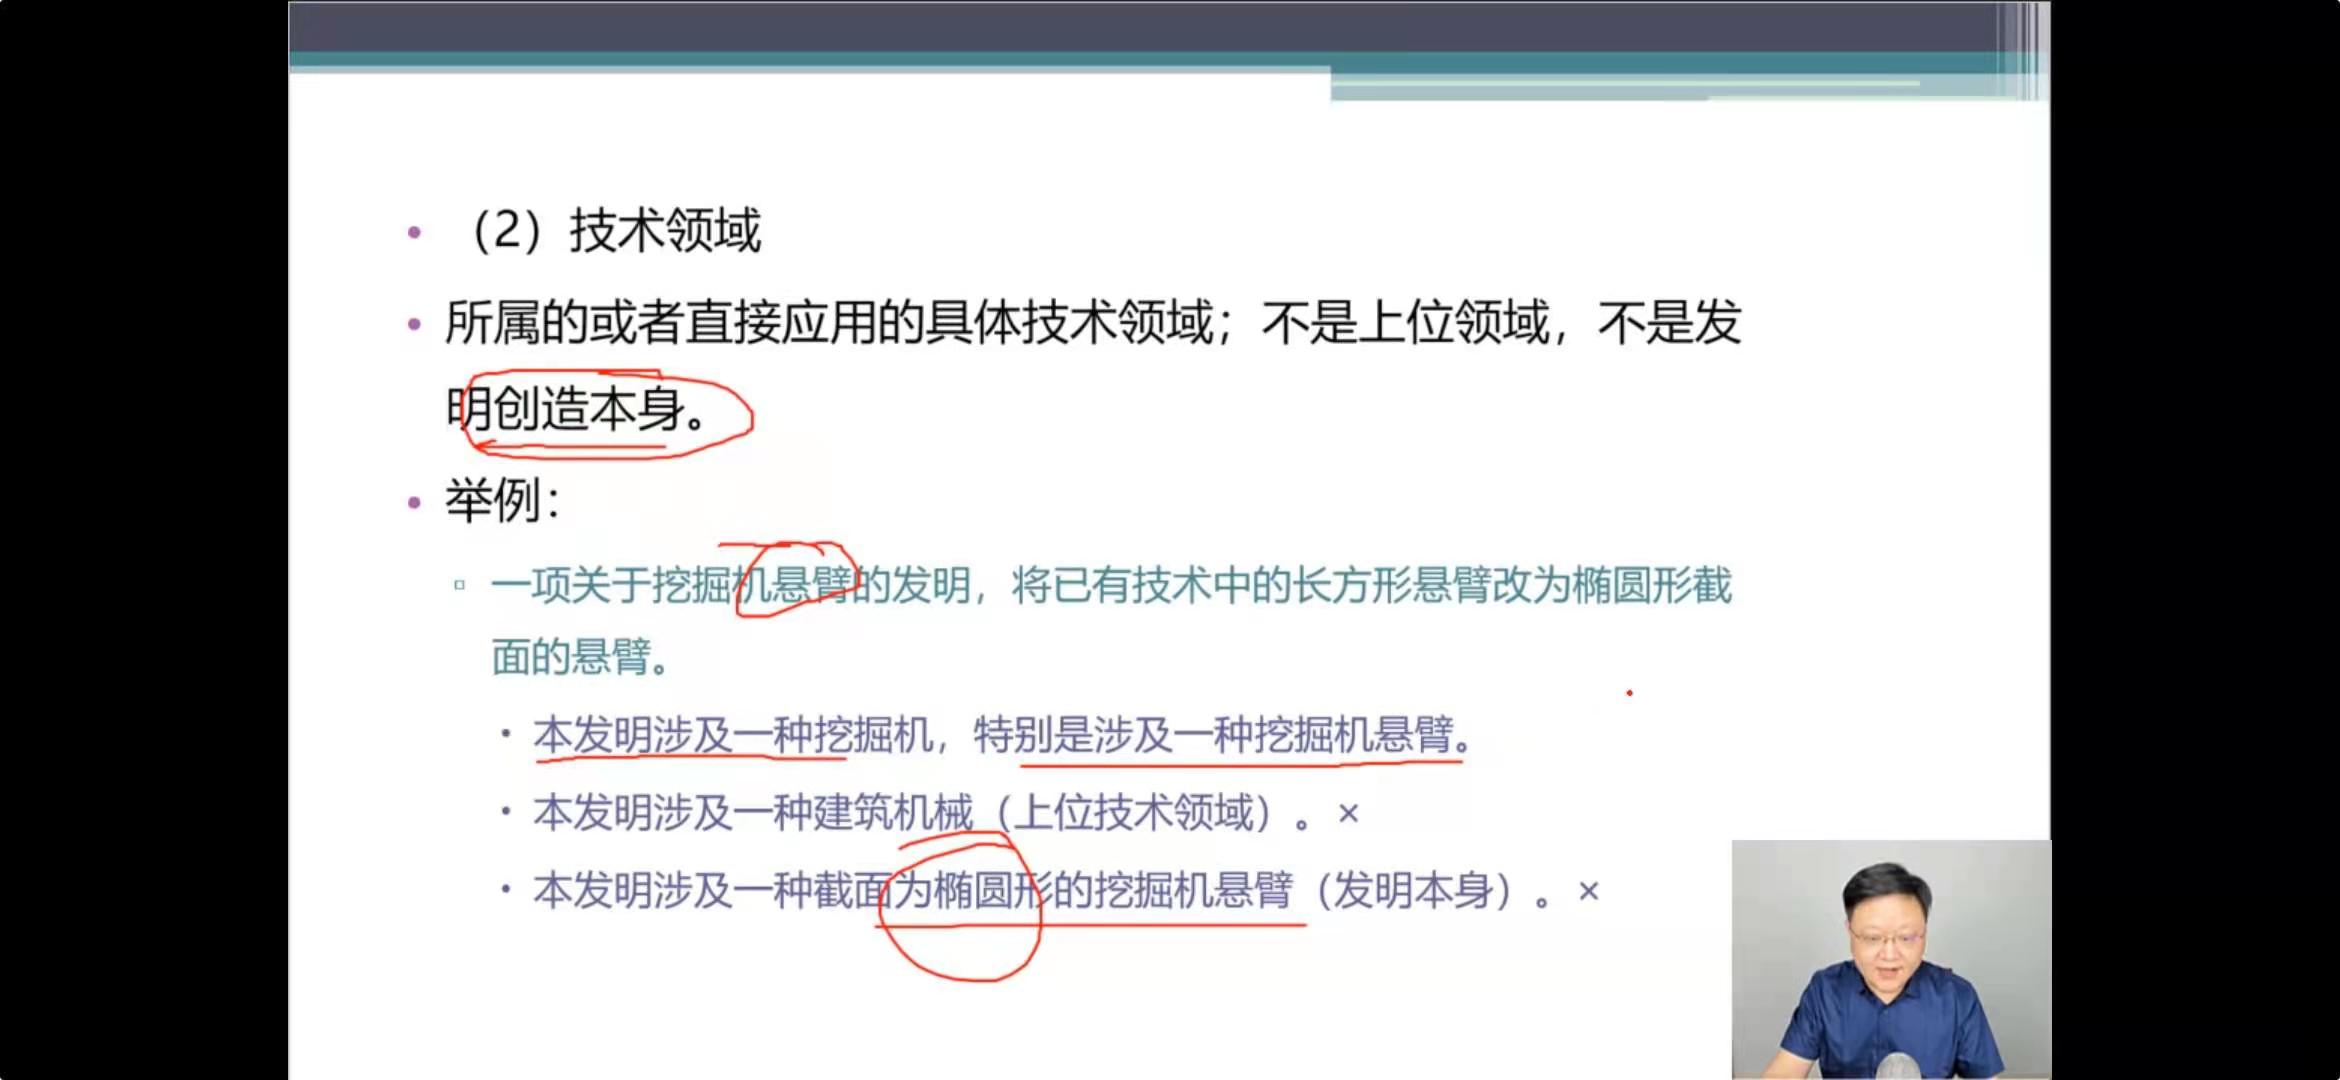 （2）技术领域
所属的或者直接应用的具体技术领域；不是上位领域，不是发
明创造本身。
举例：
一项关于挖掘机悬臂的发明，将已有技术中的长方形悬臂改为椭圆形截
面的悬臂。
本发明涉及一种挖掘机，特别是涉及一种挖掘机悬臂。
本发明涉及一种建筑机械（上位技术领域）。×
本发明涉及一种截面为椭圆形的挖掘机悬臂（发明本身）。×